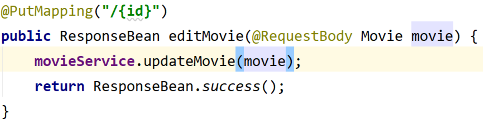 @PutMapping("/{id}")
public ResponseBean editMovie(@RequestBody Movie movie) {
    movieService.updateMovie(movie);
    return ResponseBean.success();
}